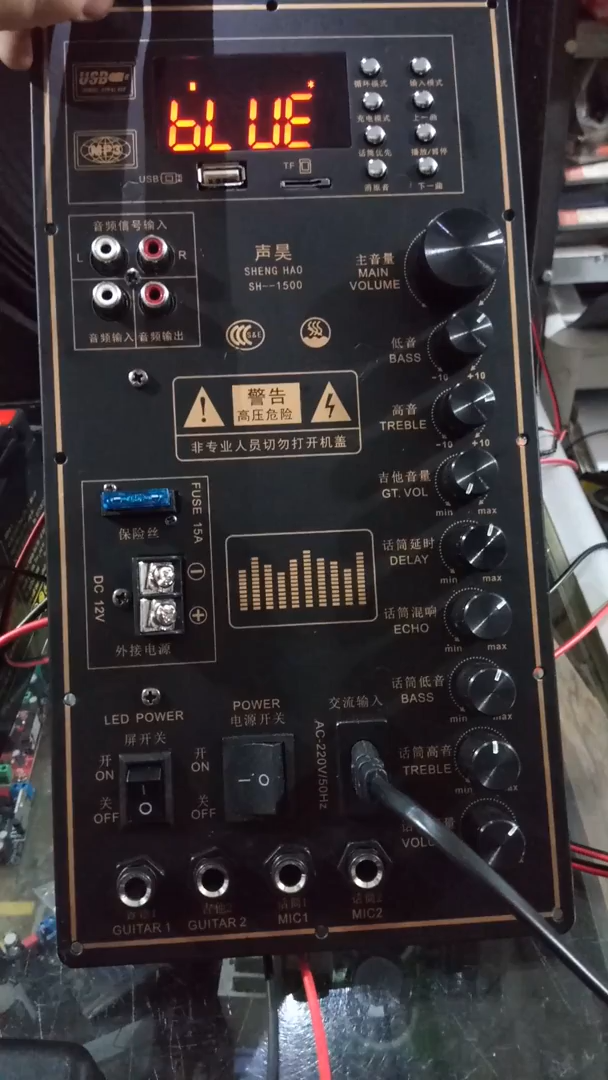 USB
bLUE
循环模式
输入模式
充电模式
上一曲
话筒优先
播放/暂停
消原音
下一曲
MP3
USB
TF
音频信号输入
L
R
音频输入
音频输出
声昊
SHENG HAO
SH--1500
主音量
MAIN
VOLUME
低音
BASS
-10
+10
S&E
警告
高压危险
非专业人员切勿打开机盖
高音
TREBLE
-10
+10
吉他音量
GT. VOL
min
max
FUSE 15A
保险丝
DC 12V
外接电源
话筒延时
DELAY
min
max
话筒混响
ECHO
min
max
话筒低音
BASS
min
max
LED POWER
屏开关
开
ON
关
OFF
POWER
电源开关
开
ON
关
OFF
交流输入
AC-220V/50Hz
话筒高音
TREBLE
min
max
GUITAR 1
GUITAR 2
话筒1
MIC1
话筒2
MIC2